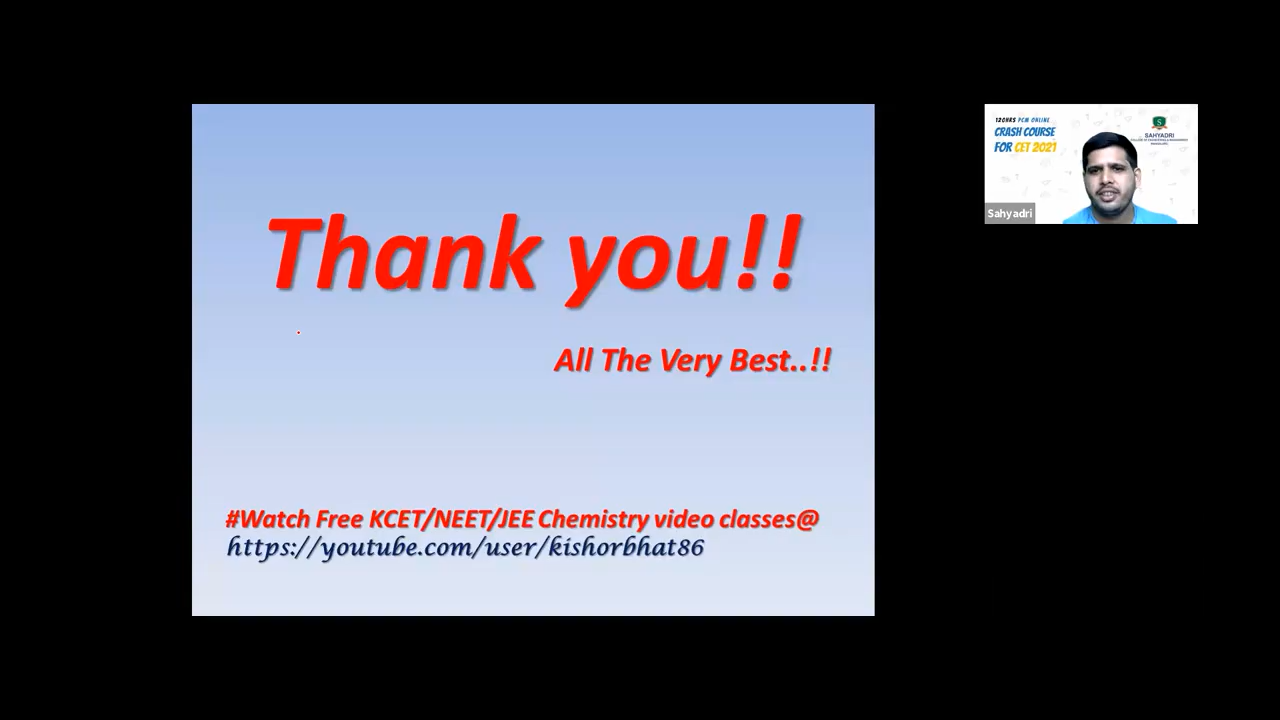 Thank you!!
All The Very Best..!!
#Watch Free KCET/NEET/JEE Chemistry video classes@
https://youtube.com/user/kishorbhat86
120HRS PCM ONLINE
CRASH COURSE
FOR CET 2021
SAHYADRI
Sahyadri